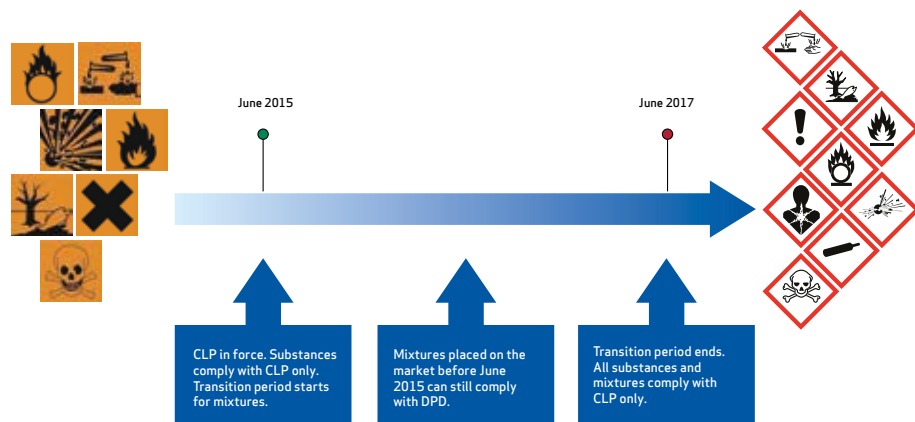 June 2015
June 2017
CLP in force. Substances
comply with CLP only.
Transition period starts
for mixtures.
Mixtures placed on the
market before June
2015 can still comply
with DPD.
Transition period ends.
All substances and
mixtures comply with
CLP only.